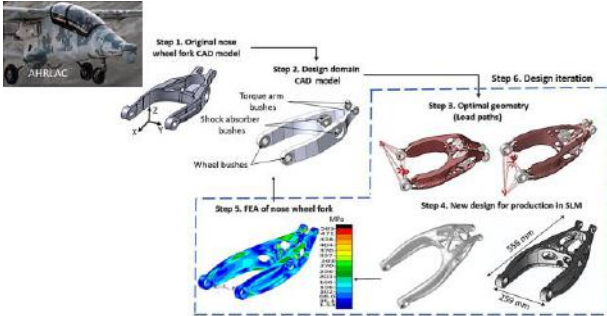 AHRLAC
Step 1. Original nose
wheel fork CAD model
Step 2. Design domain
CAD model
Torque arm
bushes
Shock absorber
bushes
Wheel bushes
X
Z
Y
Step 6. Design iteration
Step 3. Optimal geometry
(Load paths)
Step 4. New design for production in SLM
556 mm
299 mm
Step 5. FEA of nose wheel fork
MPa